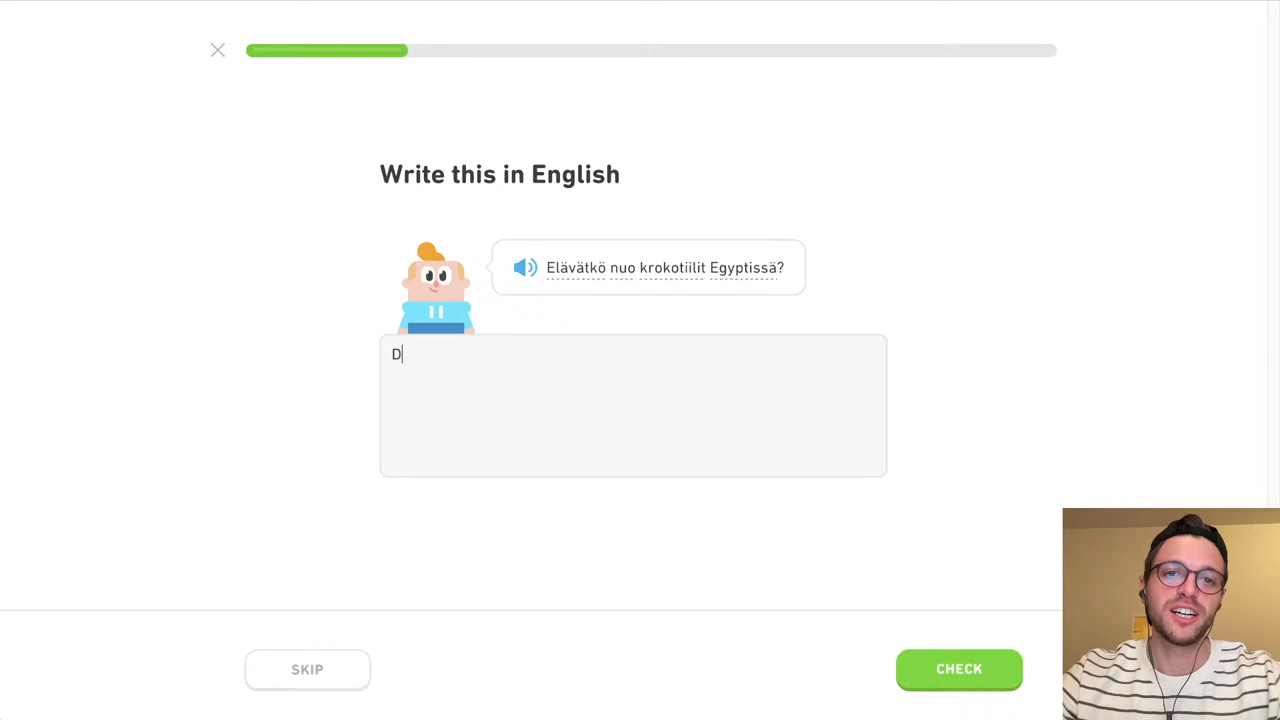 Write this in English
Elävätkö nuo krokotiilit Egyptissä?
D
SKIP
CHECK